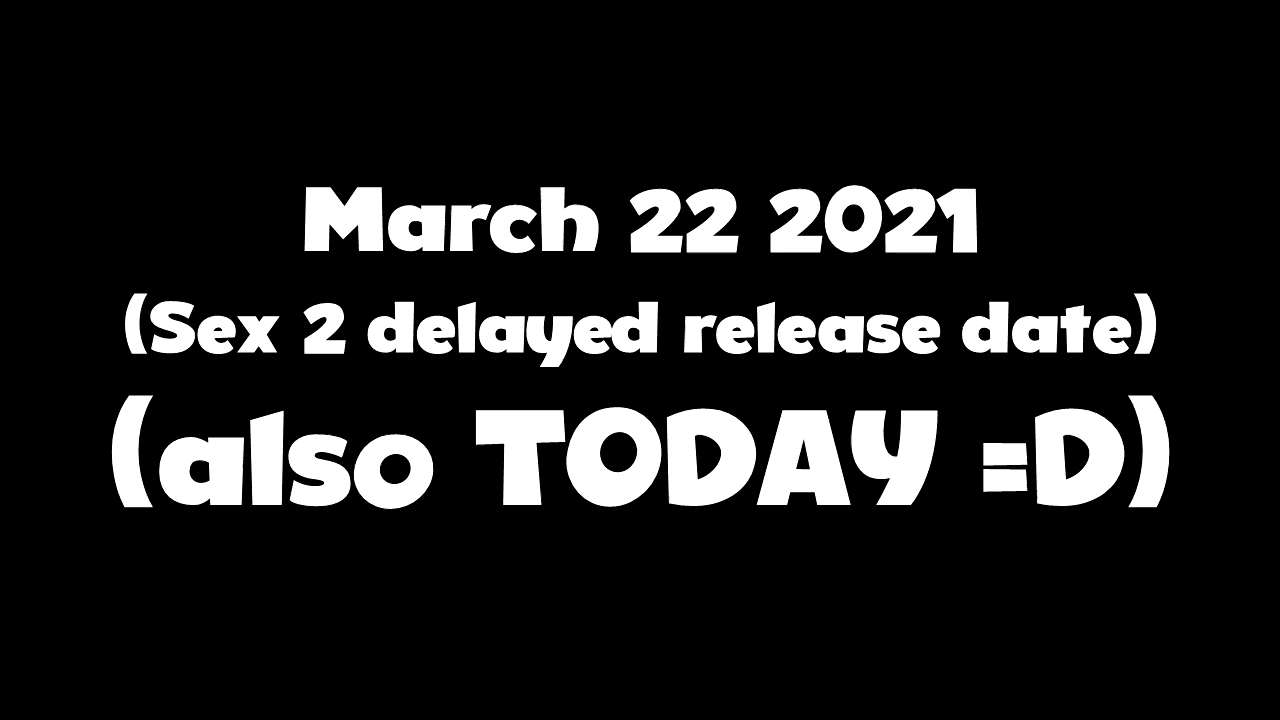 March 22 2021
(Sex 2 delayed release date)
(also TODAY =D)